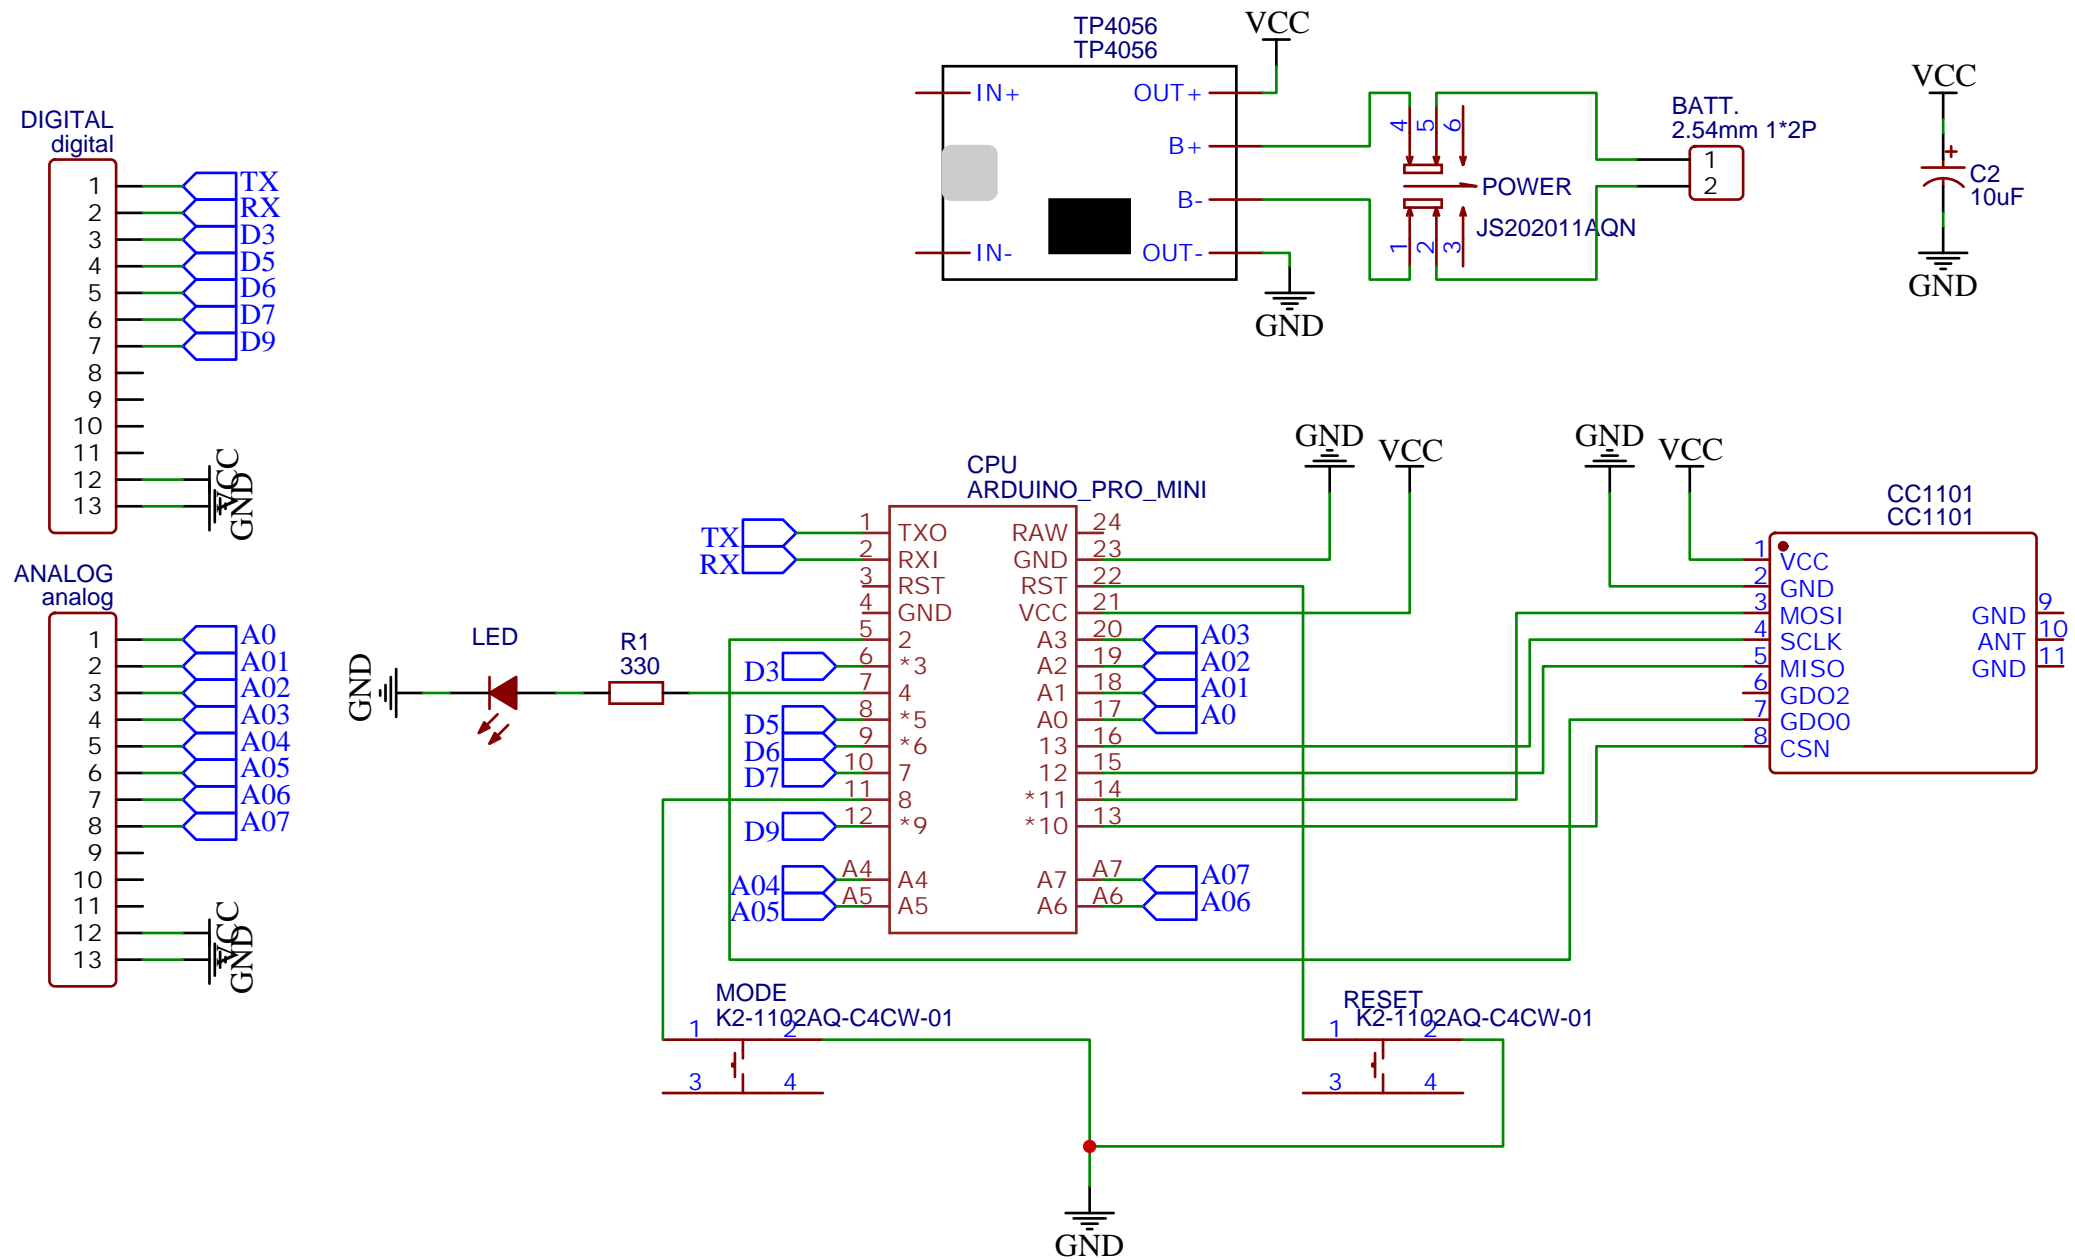 TP4056
TP4056
IN+
IN-
OUT+
B+
B-
OUT-
VCC
GND
4
5
6
1
2
3
POWER
JS202011AQN
BATT.
2.54mm 1*2P
1
2
VCC
+
C2
10uF
GND
DIGITAL
digital
1 TX
2 RX
3 D3
4 D5
5 D6
6 D7
7 D9
8
9
10
11
12 VCC
13 GND
ANALOG
analog
1 A0
2 A01
3 A02
4 A03
5 A04
6 A05
7 A06
8 A07
9
10
11
12 VCC
13 GND
GND
LED
R1
330
CPU
ARDUINO_PRO_MINI
TX 1 TXO
RX 2 RXI
3 RST
4 GND
5 2
D3 6 *3
7 4
D5 8 *5
D6 9 *6
D7 10 7
11 8
D9 12 *9
A04 A4 A4
A05 A5 A5
RAW 24
GND 23
RST 22
VCC 21
A3 20 A03
A2 19 A02
A1 18 A01
A0 17 A0
13 16
12 15
*11 14
*10 13
A7 A7 A07
A6 A6 A06
GND
VCC
GND
VCC
CC1101
CC1101
1 VCC
2 GND
3 MOSI
4 SCLK
5 MISO
6 GDO2
7 GDO0
8 CSN
GND 9
ANT 10
GND 11
MODE
K2-1102AQ-C4CW-01
1 2
3 4
RESET
K2-1102AQ-C4CW-01
1 2
3 4
GND